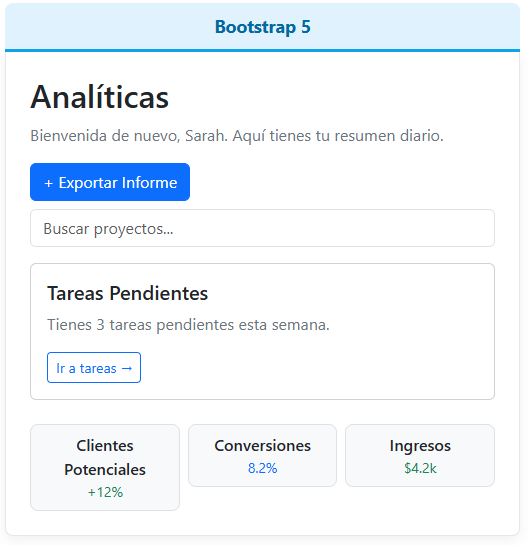 Bootstrap 5
Analíticas
Bienvenida de nuevo, Sarah. Aquí tienes tu resumen diario.
+ Exportar Informe
Buscar proyectos...
Tareas Pendientes
Tienes 3 tareas pendientes esta semana.
Ir a tareas →
Clientes
Potenciales
+12%
Conversiones
8.2%
Ingresos
$4.2k